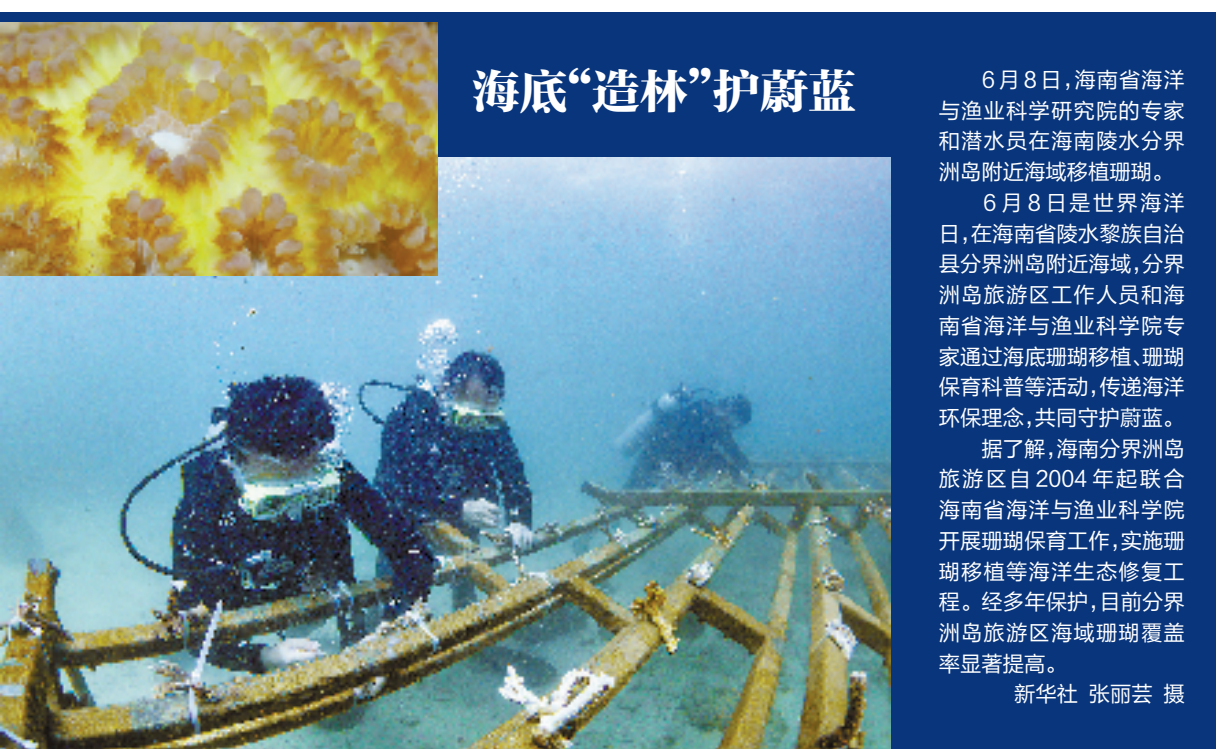 海底“造林”护蔚蓝
6月8日，海南省海洋
与渔业科学研究院的专家
和潜水员在海南陵水分界
洲岛附近海域移植珊瑚。
6月8日是世界海洋
日，在海南省陵水黎族自治
县分界洲岛附近海域，分界
洲岛旅游区工作人员和海
南省海洋与渔业科学院专
家通过海底珊瑚移植、珊瑚
保育科普等活动，传递海洋
环保理念，共同守护蔚蓝。
据了解，海南分界洲岛
旅游区自2004年起联合
海南省海洋与渔业科学院
开展珊瑚保育工作，实施珊
瑚移植等海洋生态修复工
程。经多年保护，目前分界
洲岛旅游区海域珊瑚覆盖
率显著提高。
新华社 张丽芸 摄